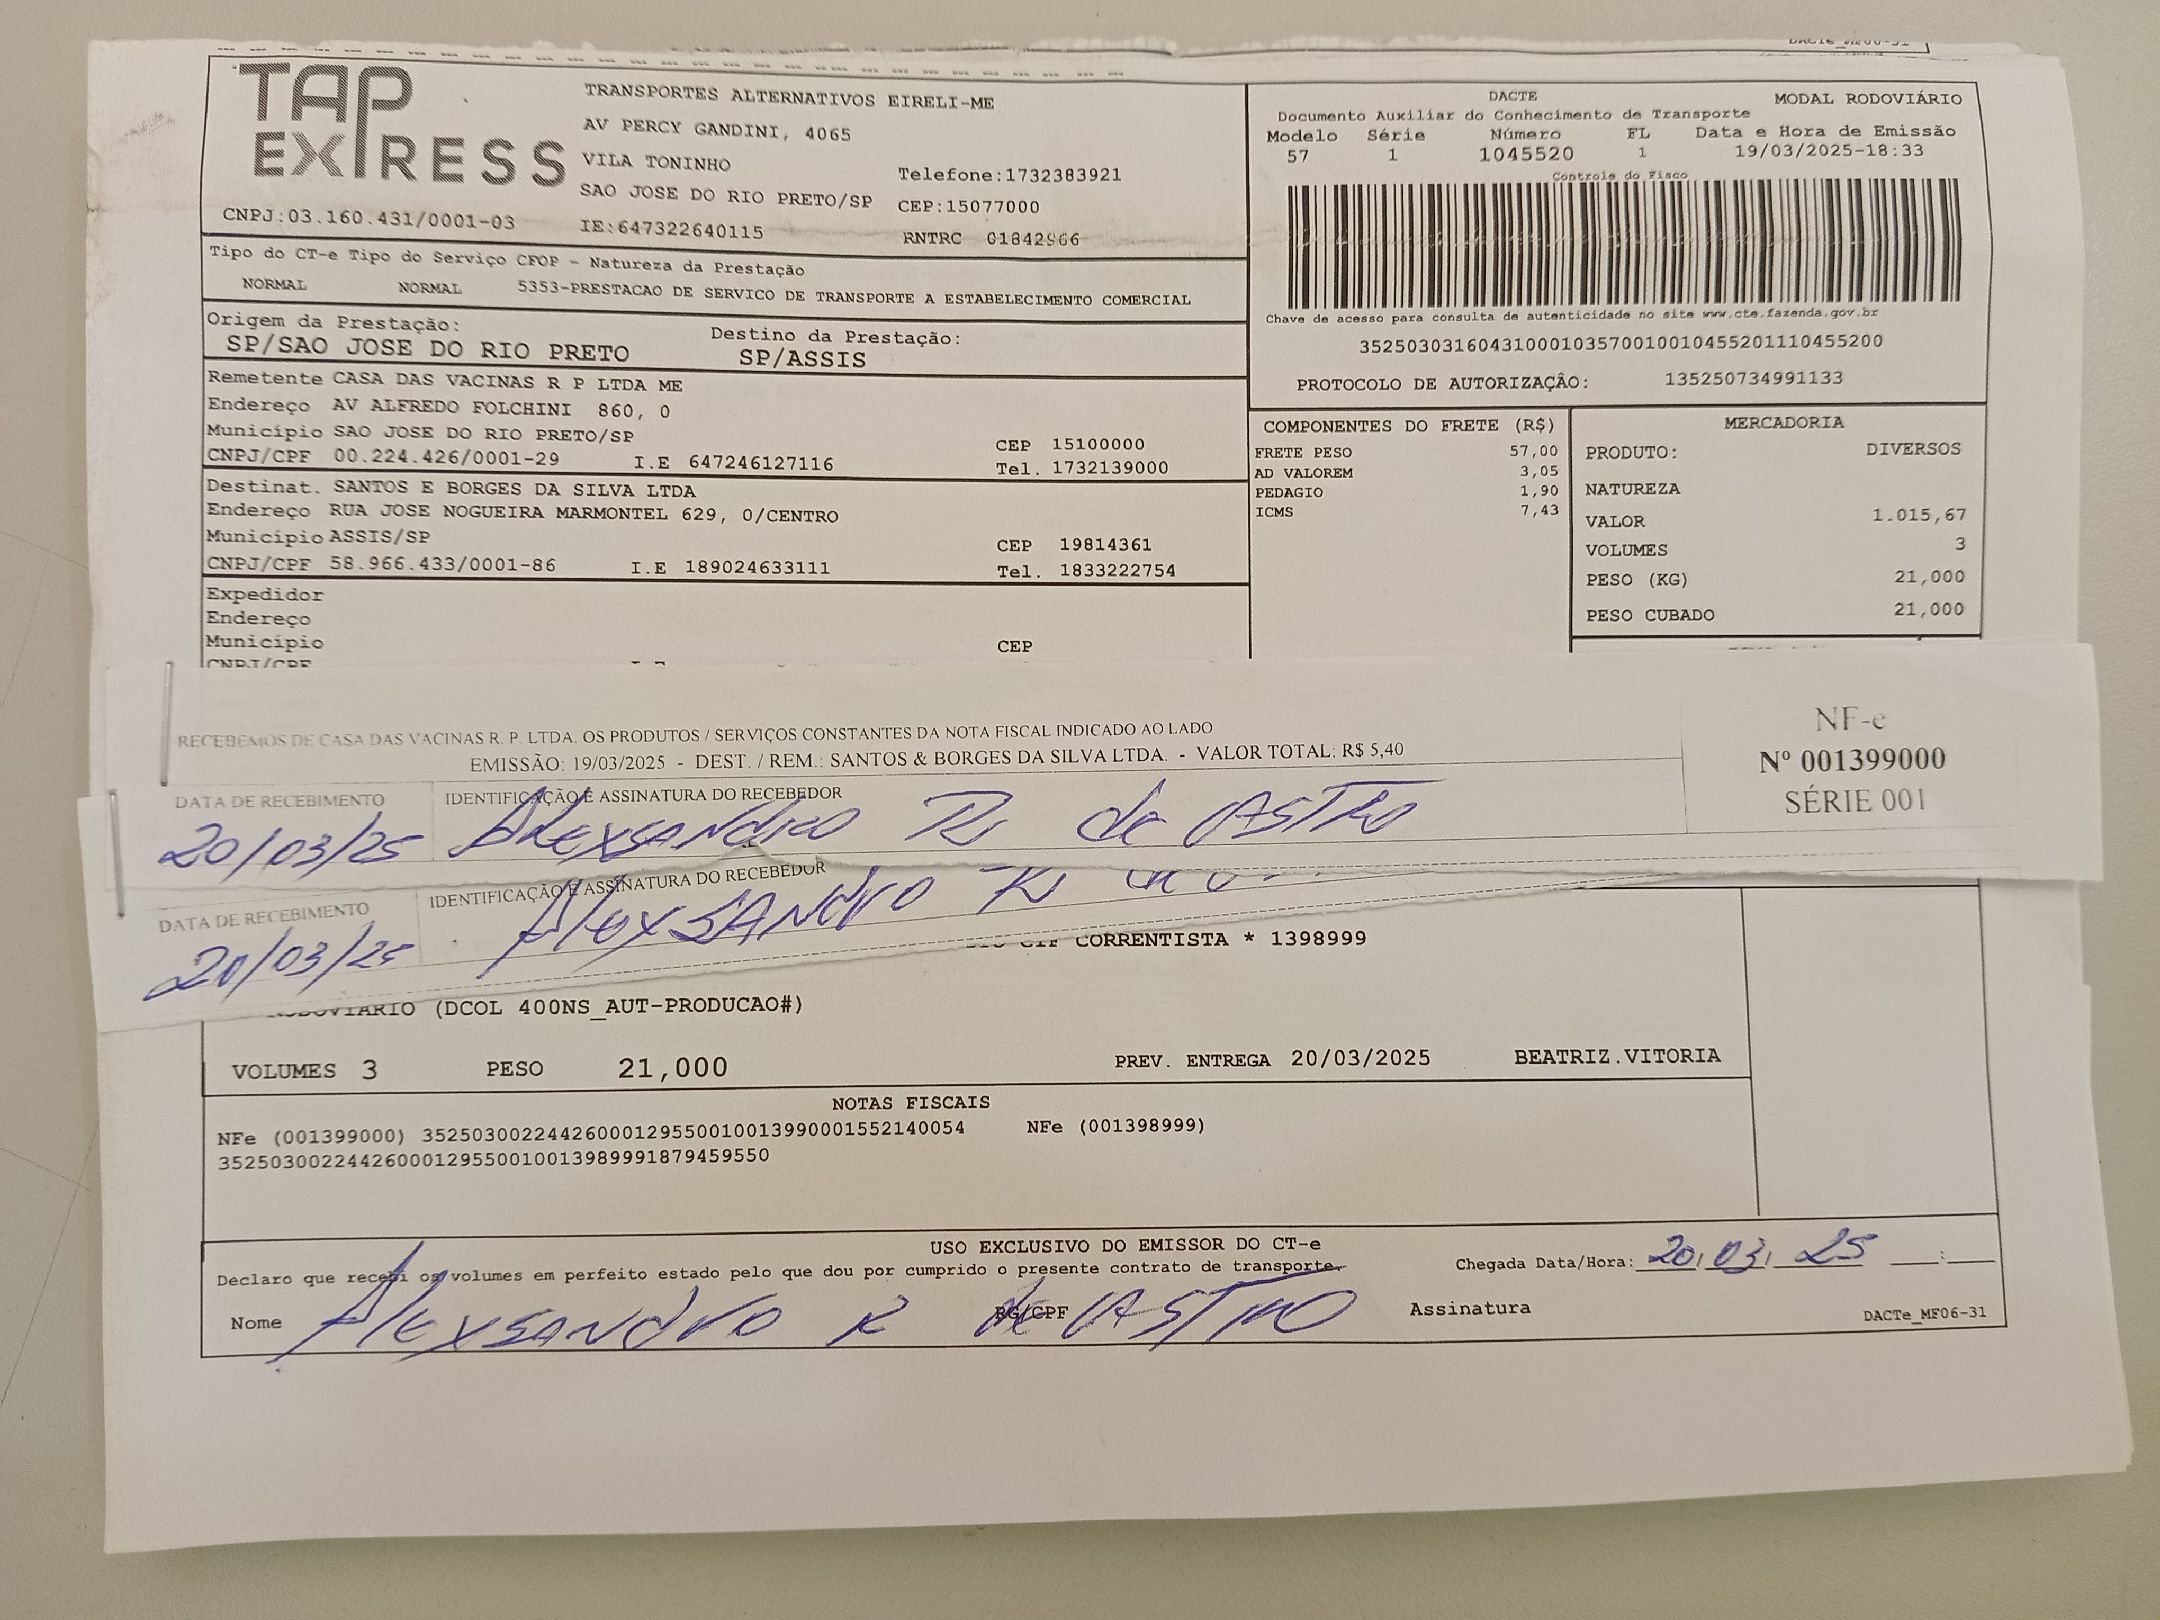 DACTe_MF06-31
TAP EXPRESS
TRANSPORTES ALTERNATIVOS EIRELI-ME
AV PERCY GANDINI, 4065
VILA TONINHO
Telefone:1732383921
SAO JOSE DO RIO PRETO/SP
CEP:15077000
CNPJ:03.160.431/0001-03
IE:647322640115
RNTRC 01842966
DACTE
MODAL RODOVIÁRIO
Documento Auxiliar do Conhecimento de Transporte
Modelo Série Número FL Data e Hora de Emissão
57 1 1045520 1 19/03/2025-18:33
Controle do Fisco
Chave de acesso para consulta de autenticidade no site www.cte.fazenda.gov.br
35250303160431000103570010010455201110455200
PROTOCOLO DE AUTORIZAÇÃO: 135250734991133
Tipo do CT-e Tipo do Serviço CFOP - Natureza da Prestação
NORMAL NORMAL 5353-PRESTACAO DE SERVICO DE TRANSPORTE A ESTABELECIMENTO COMERCIAL
Origem da Prestação: Destino da Prestação:
SP/SAO JOSE DO RIO PRETO SP/ASSIS
Remetente CASA DAS VACINAS R P LTDA ME
Endereço AV ALFREDO FOLCHINI 860, 0
Município SAO JOSE DO RIO PRETO/SP CEP 15100000
CNPJ/CPF 00.224.426/0001-29 I.E 647246127116 Tel. 1732139000
Destinat. SANTOS E BORGES DA SILVA LTDA
Endereço RUA JOSE NOGUEIRA MARMONTEL 629, 0/CENTRO
Município ASSIS/SP CEP 19814361
CNPJ/CPF 58.966.433/0001-86 I.E 189024633111 Tel. 1833222754
Expedidor
Endereço
Município CEP
CNPJ/CPF
COMPONENTES DO FRETE (R$)
FRETE PESO 57,00
AD VALOREM 3,05
PEDAGIO 1,90
ICMS 7,43
MERCADORIA
PRODUTO: DIVERSOS
NATUREZA
VALOR 1.015,67
VOLUMES 3
PESO (KG) 21,000
PESO CUBADO 21,000
RECEBEMOS DE CASA DAS VACINAS R. P. LTDA. OS PRODUTOS / SERVIÇOS CONSTANTES DA NOTA FISCAL INDICADO AO LADO
EMISSÃO: 19/03/2025 - DEST. / REM.: SANTOS & BORGES DA SILVA LTDA. - VALOR TOTAL: R$ 5,40
NF-e
Nº 001399000
SÉRIE 001
DATA DE RECEBIMENTO IDENTIFICAÇÃO E ASSINATURA DO RECEBEDOR
20/03/25 Alexsandro R de CASTRO
DATA DE RECEBIMENTO IDENTIFICAÇÃO E ASSINATURA DO RECEBEDOR
20/03/25 Alexsandro R
CIF CORRENTISTA * 1398999
RODOVIARIO (DCOL 400NS_AUT-PRODUCAO#)
VOLUMES 3 PESO 21,000 PREV. ENTREGA 20/03/2025 BEATRIZ.VITORIA
NOTAS FISCAIS
NFe (001399000) 35250300224426000129550010013990001552140054 NFe (001398999)
35250300224426000129550010013989991879459550
USO EXCLUSIVO DO EMISSOR DO CT-e
Declaro que recebi os volumes em perfeito estado pelo que dou por cumprido o presente contrato de transporte.
Chegada Data/Hora: 20/03/25 :
Nome Alexsandro R de CASTRO RG/CPF Assinatura
DACTe_MF06-31